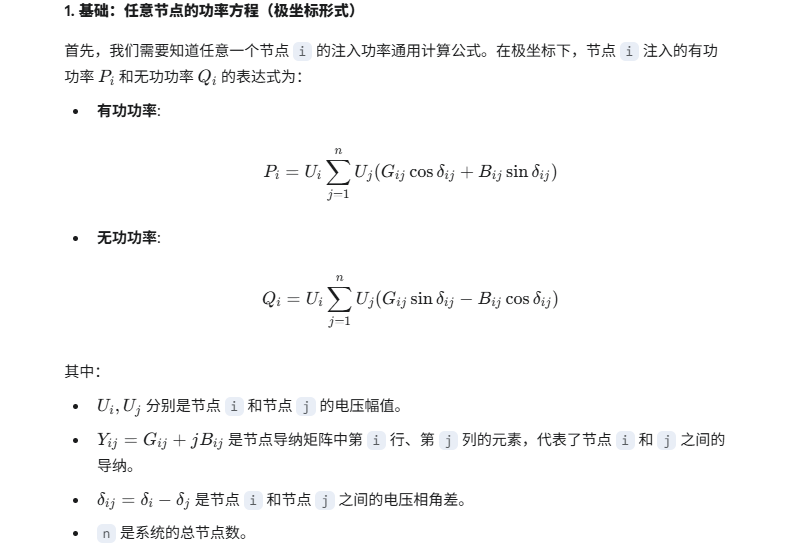 1. 基础：任意节点的功率方程（极坐标形式）
首先，我们需要知道任意一个节点 i 的注入功率通用计算公式。在极坐标下，节点 i 注入的有功
功率 P_i 和无功功率 Q_i 的表达式为：
• 有功功率:
P_i = U_i \sum_{j=1}^{n} U_j(G_{ij} \cos \delta_{ij} + B_{ij} \sin \delta_{ij})
• 无功功率:
Q_i = U_i \sum_{j=1}^{n} U_j(G_{ij} \sin \delta_{ij} - B_{ij} \cos \delta_{ij})
其中：
• U_i, U_j 分别是节点 i 和节点 j 的电压幅值。
• Y_{ij} = G_{ij} + jB_{ij} 是节点导纳矩阵中第 i 行、第 j 列的元素，代表了节点 i 和 j 之间的
导纳。
• \delta_{ij} = \delta_i - \delta_j 是节点 i 和节点 j 之间的电压相角差。
• n 是系统的总节点数。